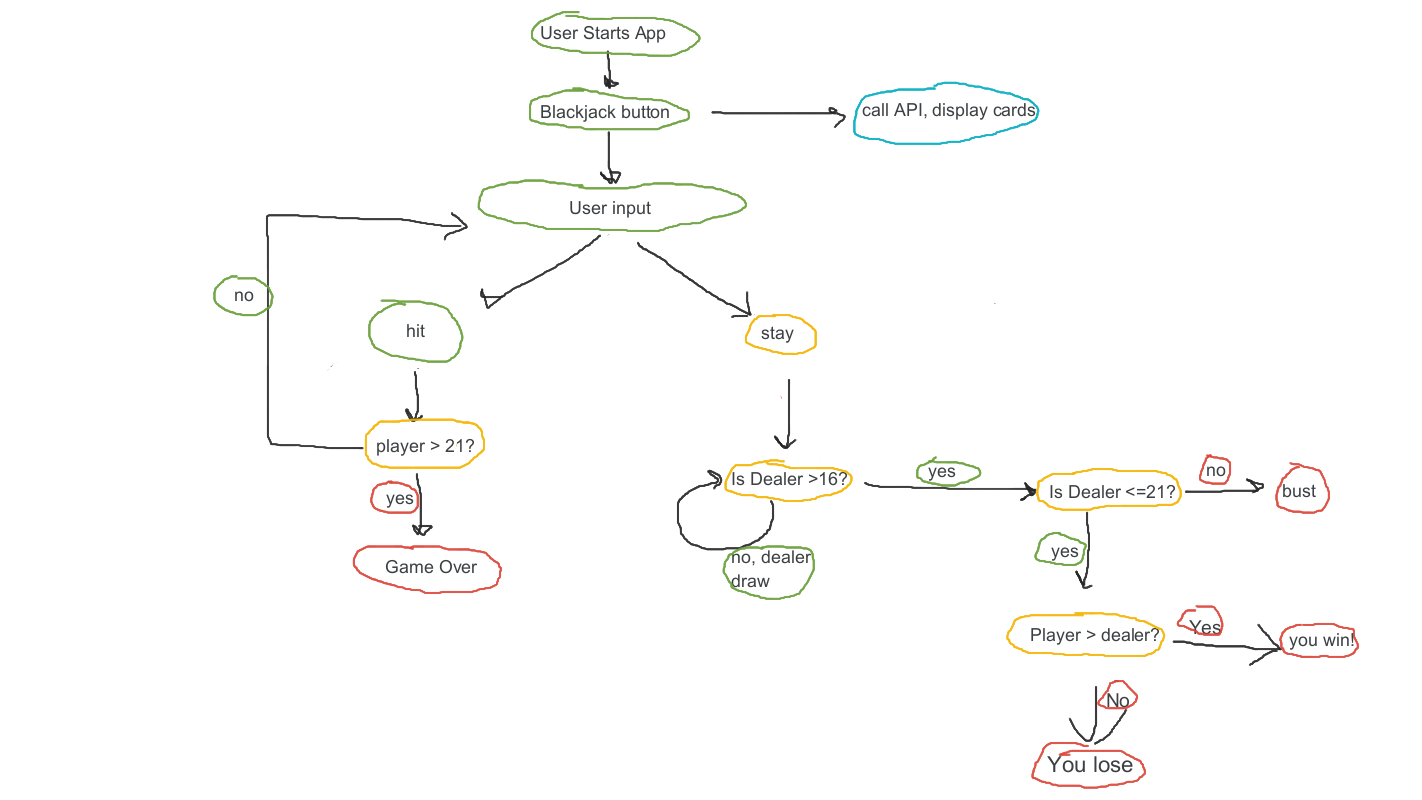 User Starts App
Blackjack button
call API, display cards
User input
no
hit
stay
player > 21?
yes
Game Over
Is Dealer >16?
yes
no, dealer
draw
Is Dealer <=21?
no
bust
yes
Player > dealer?
Yes
you win!
No
You lose